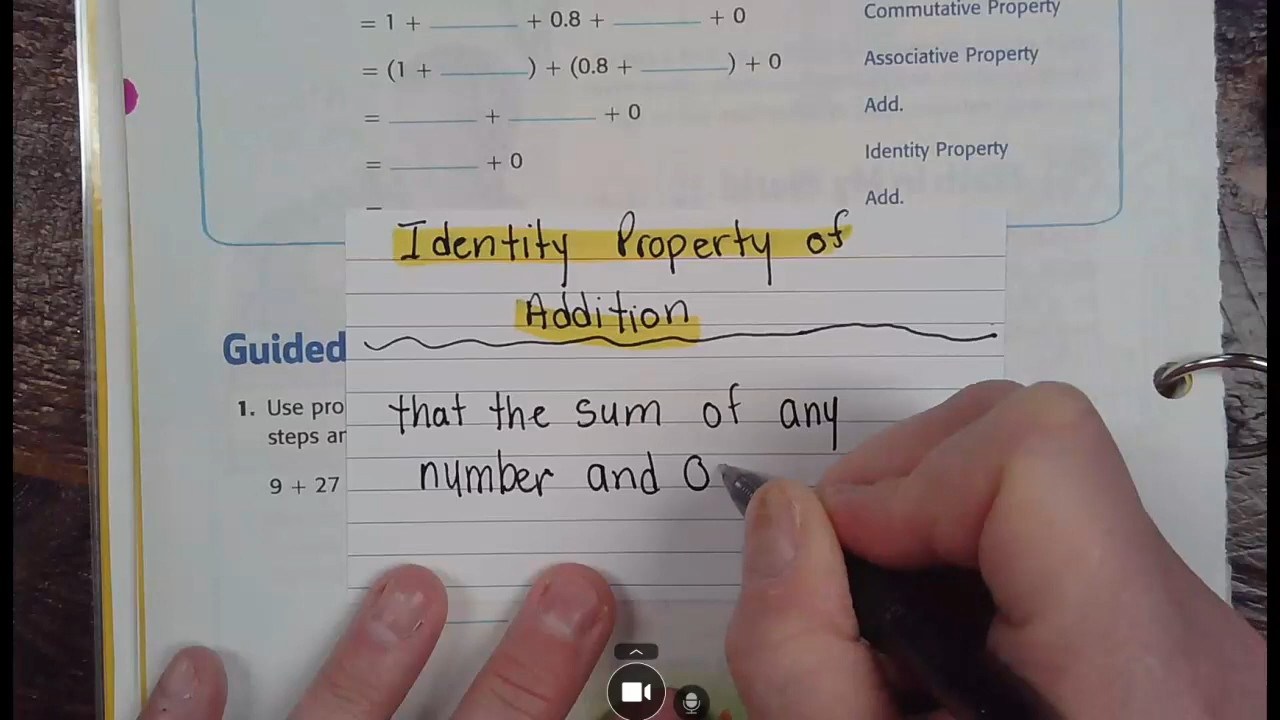 = 1 + ________ + 0.8 + ________ + 0 Commutative Property
= (1 + ________) + (0.8 + ________) + 0 Associative Property
= ________ + ________ + 0 Add.
= ________ + 0 Identity Property
Add.
Identity Property of
Addition
Guided
that the sum of any
1. Use pro
steps ar
number and 0
9 + 27